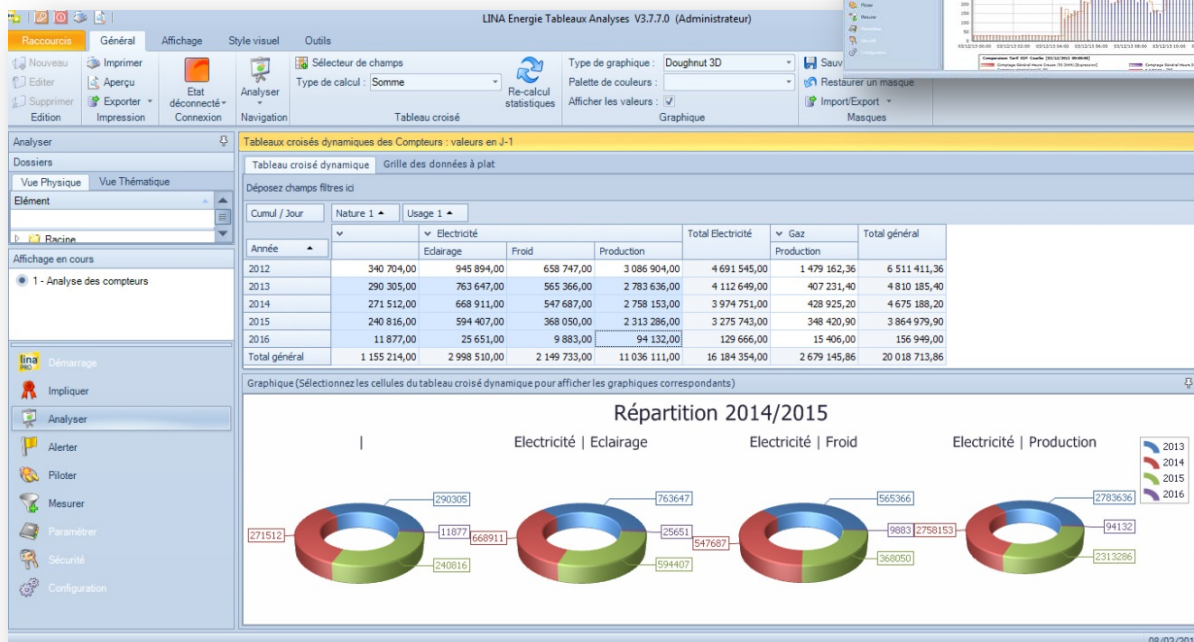 LINA Energie Tableaux Analyses V3.7.7.0 (Administrateur)
Raccourcis Général Affichage Style visuel Outils
Nouveau Imprimer Sélecteur de champs Type de graphique : Doughnut 3D Sauv
Editer Aperçu Type de calcul : Somme Palette de couleurs : Restaurer un masque
Supprimer Exporter Etat déconnecté Analyser Re-calcul statistiques Afficher les valeurs : Import/Export
Edition Impression Connexion Navigation Tableau croisé Graphique Masques
Analyser
Dossiers
Vue Physique Vue Thématique
Elément
Racine
Affichage en cours
1 - Analyse des compteurs
lina PRO Démarrage
Impliquer
Analyser
Alerter
Piloter
Mesurer
Paramétrer
Sécurité
Configuration
Tableaux croisés dynamiques des Compteurs : valeurs en J-1
Tableau croisé dynamique Grille des données à plat
Déposez champs filtres ici
Cumul / Jour Nature 1 Usage 1
Electricité Total Electricité Gaz Total général
Année Eclairage Froid Production Production
2012 340 704,00 945 894,00 658 747,00 3 086 904,00 4 691 545,00 1 479 162,36 6 511 411,36
2013 290 305,00 763 647,00 565 366,00 2 783 636,00 4 112 649,00 407 231,40 4 810 185,40
2014 271 512,00 668 911,00 547 687,00 2 758 153,00 3 974 751,00 428 925,20 4 675 188,20
2015 240 816,00 594 407,00 368 050,00 2 313 286,00 3 275 743,00 348 420,90 3 864 979,90
2016 11 877,00 25 651,00 9 883,00 94 132,00 129 666,00 15 406,00 156 949,00
Total général 1 155 214,00 2 998 510,00 2 149 733,00 11 036 111,00 16 184 354,00 2 679 145,86 20 018 713,86
Graphique (Sélectionnez les cellules du tableau croisé dynamique pour afficher les graphiques correspondants)
Répartition 2014/2015
| Electricité | Eclairage Electricité | Froid Electricité | Production
2013
2014
2015
2016
290305 763647 565366 2783636
271512 11877 668911 25651 547687 9883 2758153 94132
240816 594407 368050 2313286